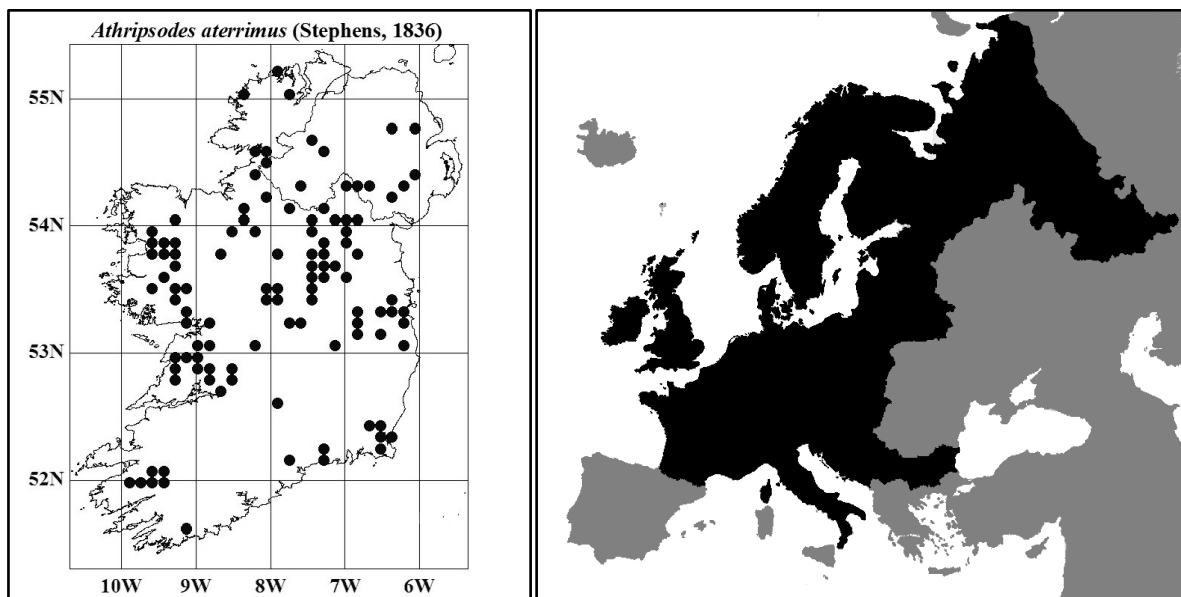 Athripsodes aterrimus (Stephens, 1836)
55N
54N
53N
52N
10W 9W 8W 7W 6W